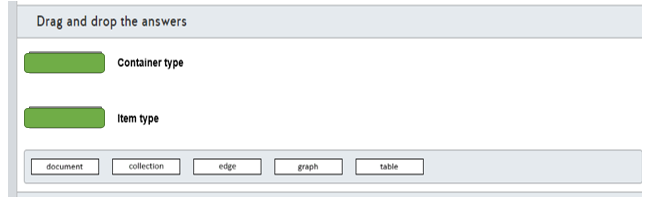 Drag and drop the answers
Container type
Item type
document collection edge graph table